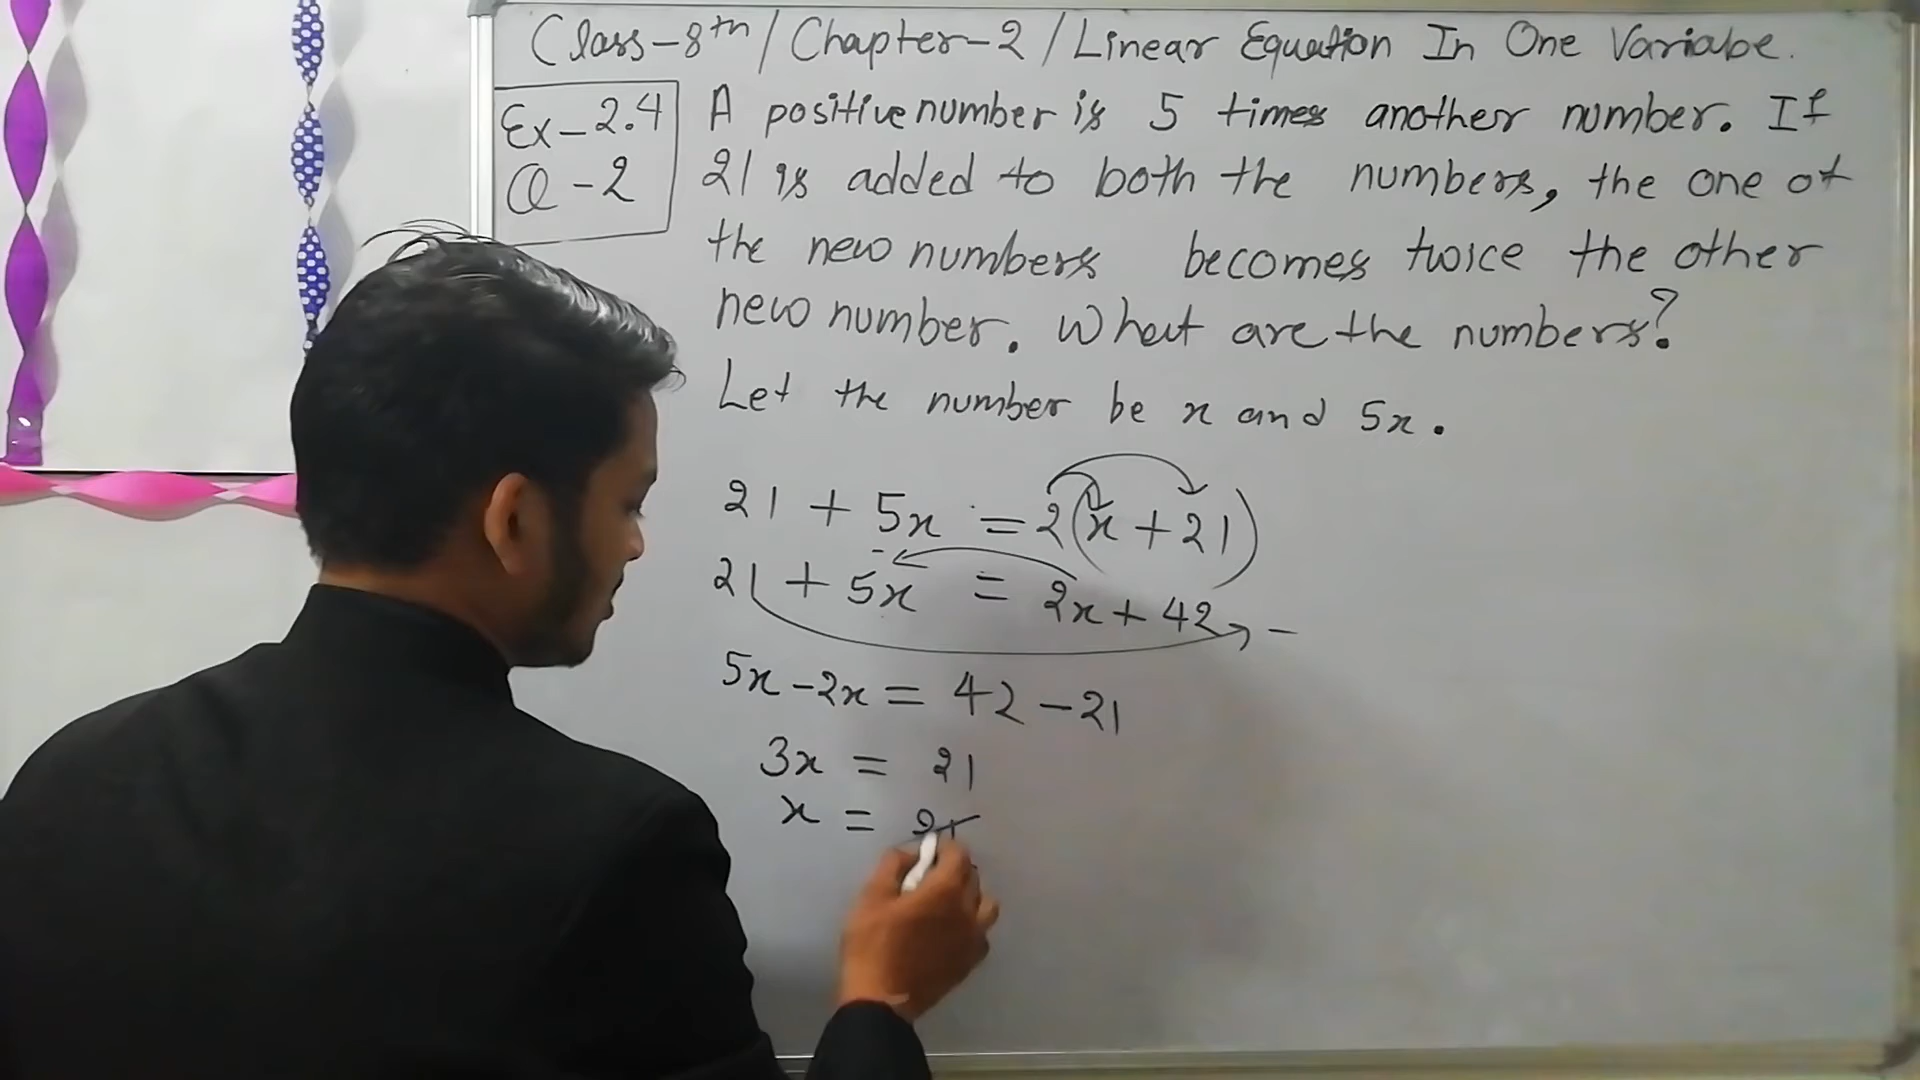 Class-8th / Chapter-2 / Linear Equation In One Variabe.
Ex-2.4
Q-2
A positive number is 5 times another number. If
21 is added to both the numbers, the one of
the new numbers becomes twice the other
new number. What are the numbers?
Let the number be x and 5x.
21 + 5x = 2(x + 21)
21 + 5x = 2x + 42 -
5x - 2x = 42 - 21
3x = 21
x = 21